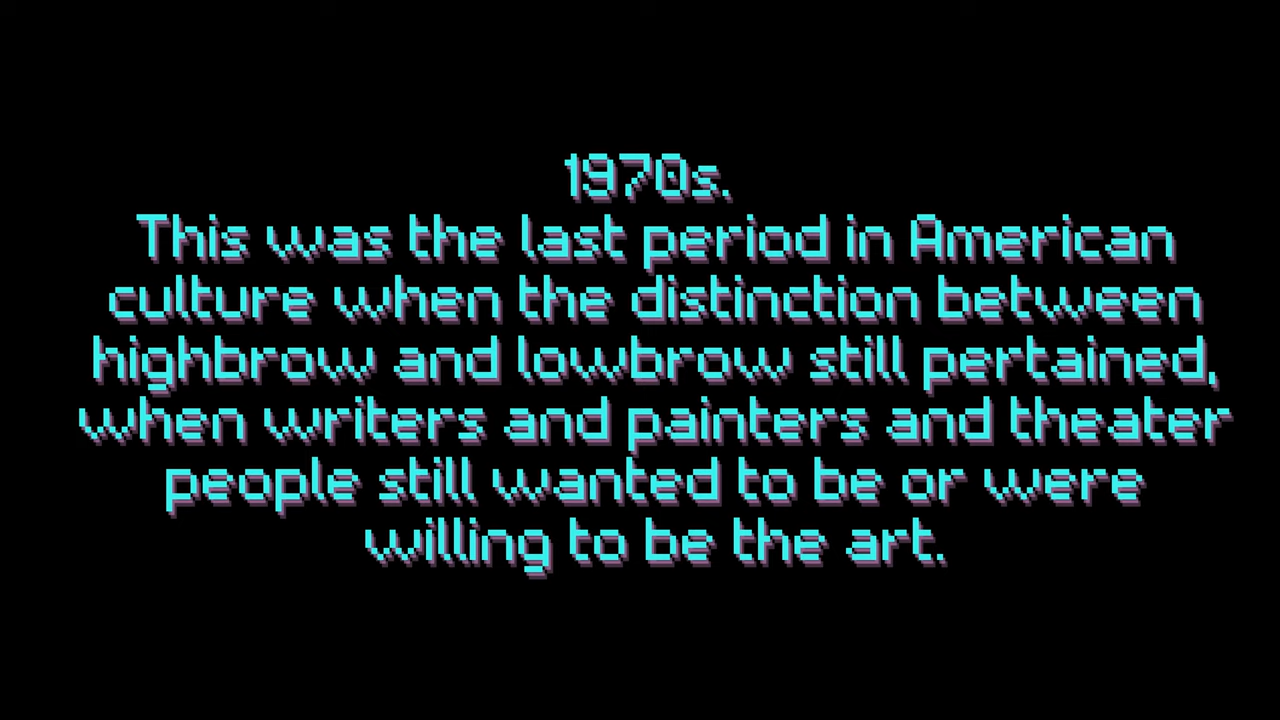 1970s.
This was the last period in American
culture when the distinction between
highbrow and lowbrow still pertained,
when writers and painters and theater
people still wanted to be or were
willing to be the art.